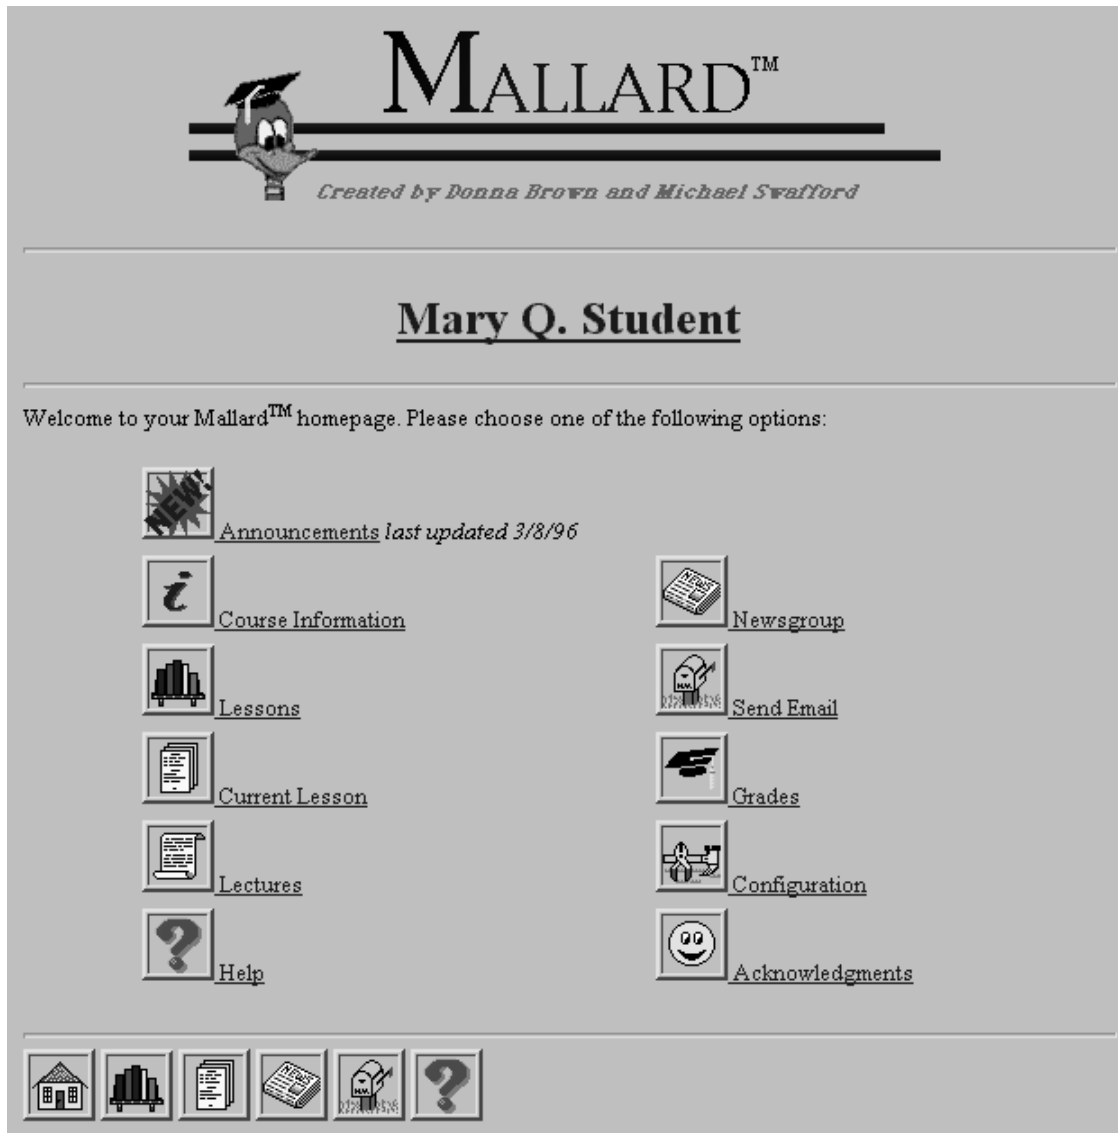 MALLARD™
Created by Donna Brown and Michael Swafford
Mary Q. Student
Welcome to your Mallard™ homepage. Please choose one of the following options:
NEW!
Announcements last updated 3/8/96
i
Course Information
NEWS
Newsgroup
Lessons
Send Email
Current Lesson
Grades
Lectures
Configuration
?
Help
Acknowledgments
NEWS
?